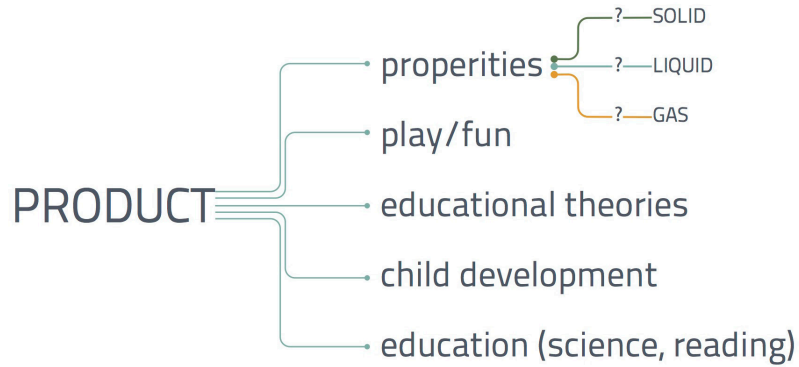 ? SOLID
properities ? LIQUID
? GAS
play/fun
PRODUCT
educational theories
child development
education (science, reading)